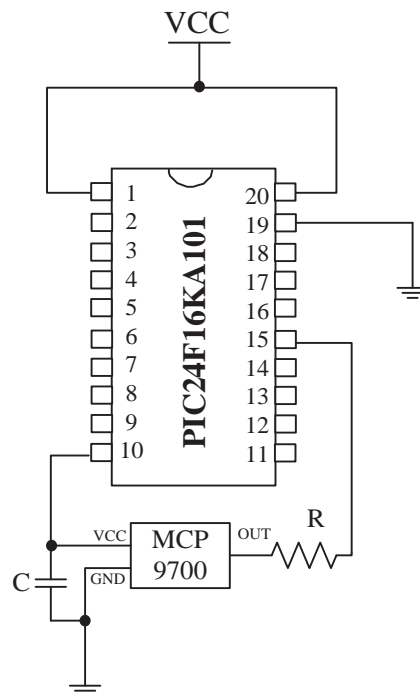 VCC
1 20
2 19
3 18
4 17
5 16
6 15
7 14
8 13
9 12
10 11
PIC24F16KA101
R
VCC MCP OUT
GND 9700
C